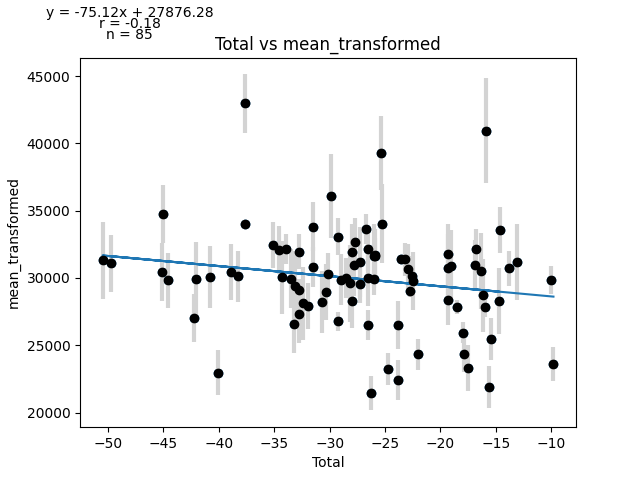 y = -75.12x + 27876.28
r = -0.18
n = 85
Total vs mean_transformed
45000
40000
35000
30000
25000
20000
mean_transformed
−50 −45 −40 −35 −30 −25 −20 −15 −10
Total